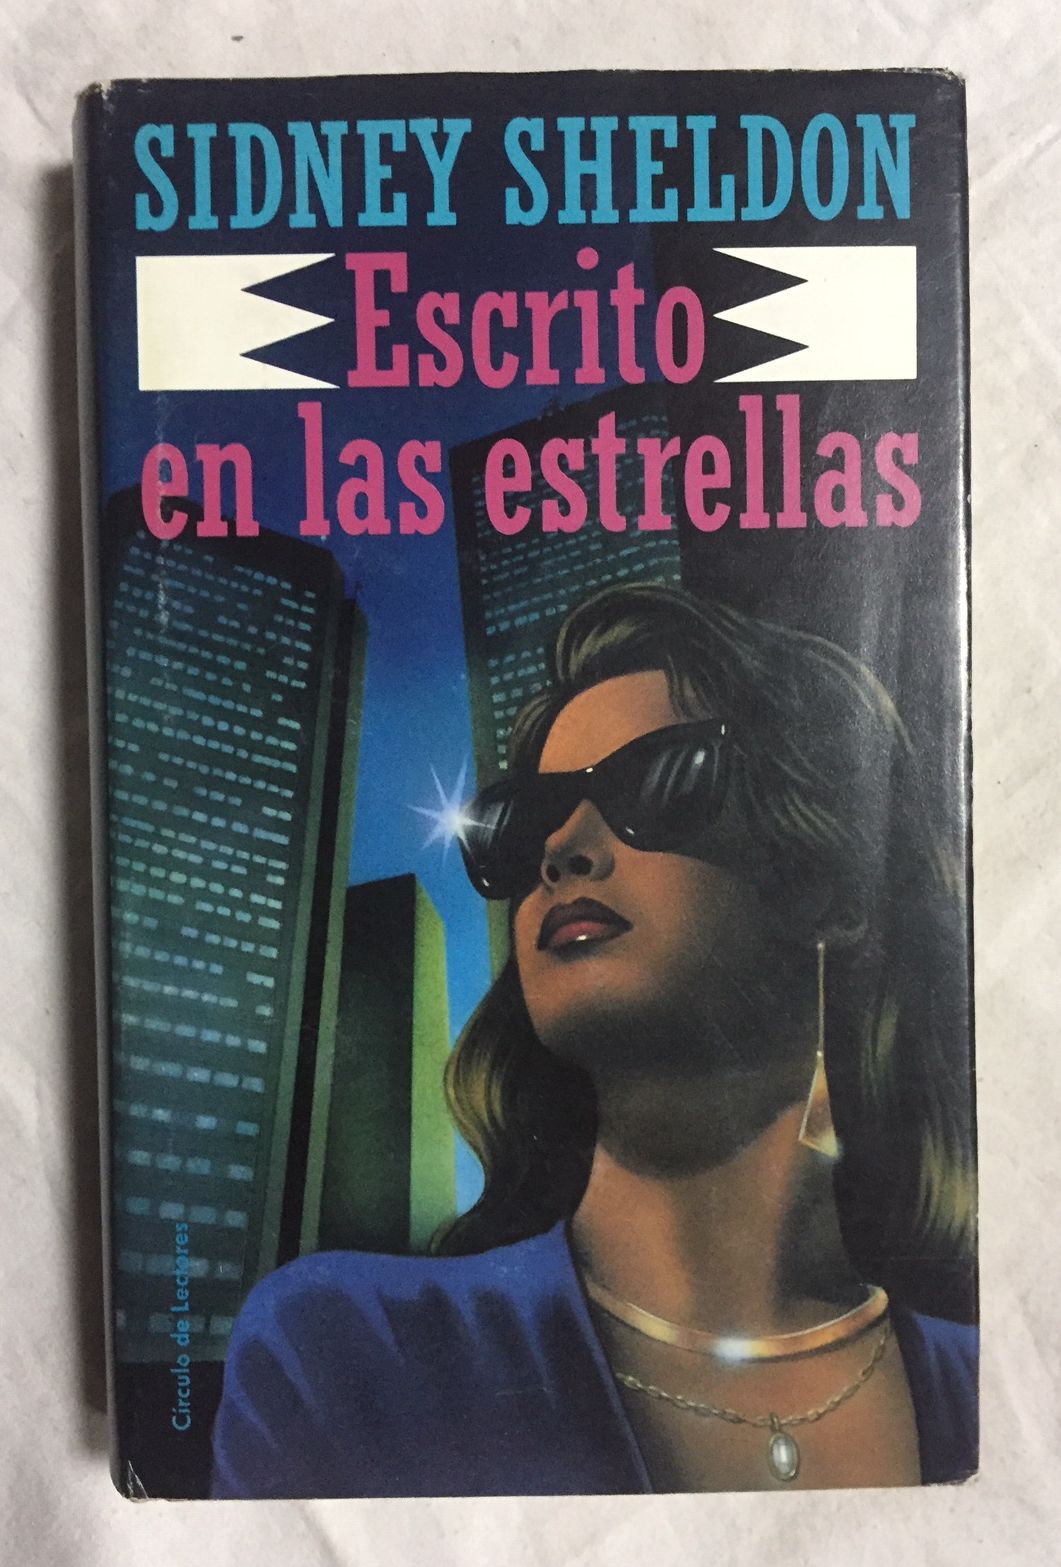 SIDNEY SHELDON
Escrito
en las estrellas
Círculo de Lectores